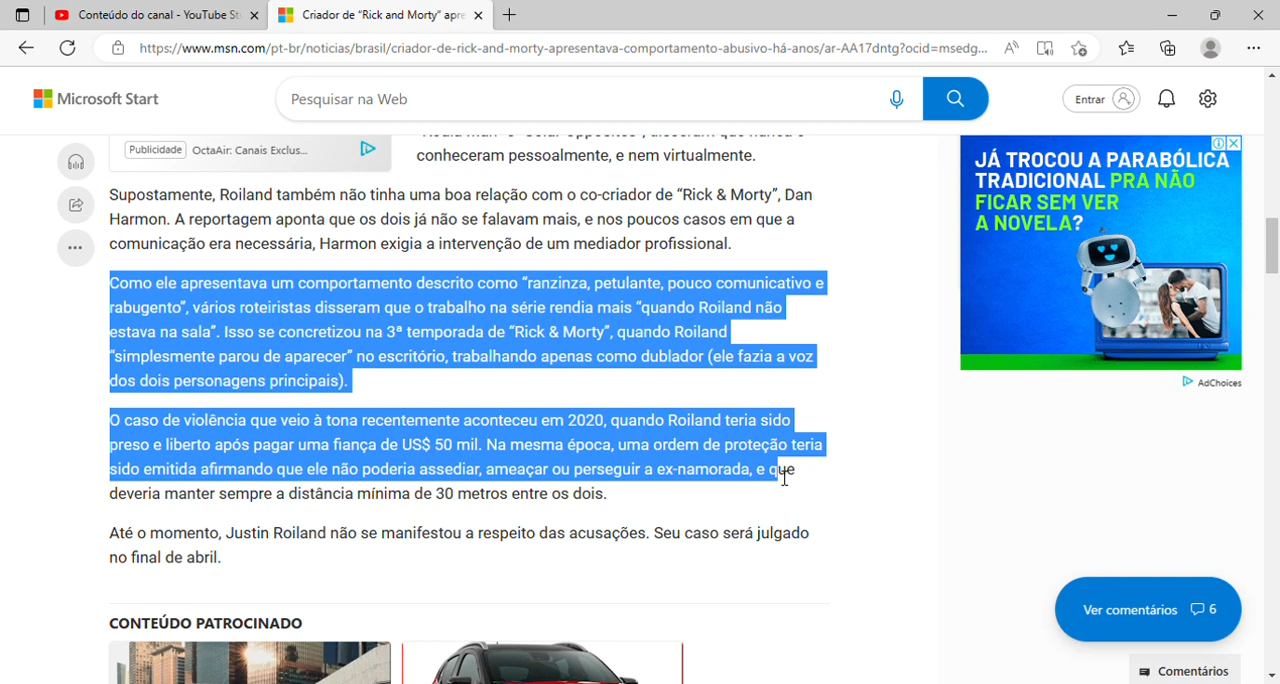 Conteúdo do canal - YouTube St
Criador de "Rick and Morty" apre
https://www.msn.com/pt-br/noticias/brasil/criador-de-rick-and-morty-apresentava-comportamento-abusivo-há-anos/ar-AA17dntg?ocid=msedg...
Microsoft Start
Pesquisar na Web
Entrar
Publicidade
OctaAir: Canais Exclus...
conheceram pessoalmente, e nem virtualmente.
Supostamente, Roiland também não tinha uma boa relação com o co-criador de “Rick & Morty”, Dan
Harmon. A reportagem aponta que os dois já não se falavam mais, e nos poucos casos em que a
comunicação era necessária, Harmon exigia a intervenção de um mediador profissional.
Como ele apresentava um comportamento descrito como “ranzinza, petulante, pouco comunicativo e
rabugento”, vários roteiristas disseram que o trabalho na série rendia mais “quando Roiland não
estava na sala”. Isso se concretizou na 3ª temporada de “Rick & Morty”, quando Roiland
“simplesmente parou de aparecer” no escritório, trabalhando apenas como dublador (ele fazia a voz
dos dois personagens principais).
O caso de violência que veio à tona recentemente aconteceu em 2020, quando Roiland teria sido
preso e liberto após pagar uma fiança de US$ 50 mil. Na mesma época, uma ordem de proteção teria
sido emitida afirmando que ele não poderia assediar, ameaçar ou perseguir a ex-namorada, e que
deveria manter sempre a distância mínima de 30 metros entre os dois.
Até o momento, Justin Roiland não se manifestou a respeito das acusações. Seu caso será julgado
no final de abril.
CONTEÚDO PATROCINADO
JÁ TROCOU A PARABÓLICA
TRADICIONAL PRA NÃO
FICAR SEM VER
A NOVELA?
AdChoices
Ver comentários 6
Comentários